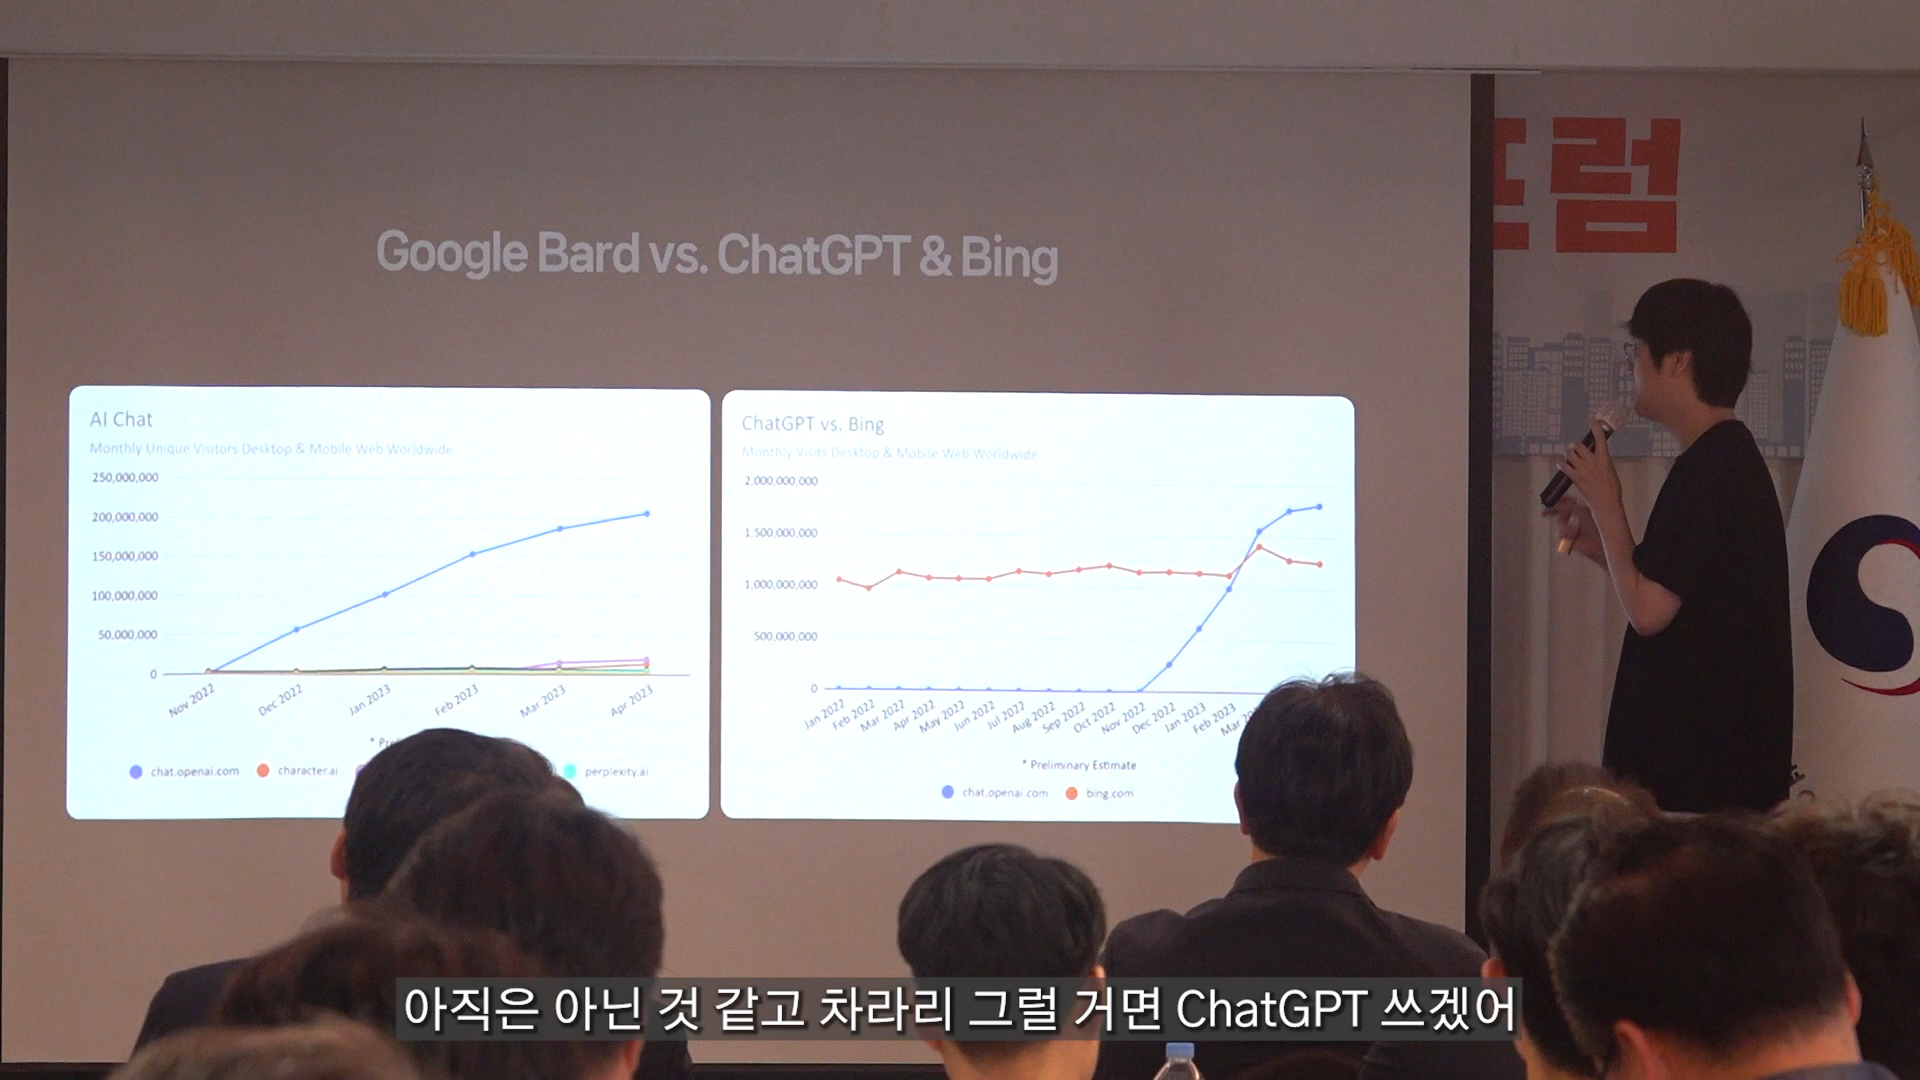 럼
Google Bard vs. ChatGPT & Bing
AI Chat
Monthly Unique Visitors Desktop & Mobile Web Worldwide
250,000,000
200,000,000
150,000,000
100,000,000
50,000,000
0
Nov 2022
Dec 2022
Jan 2023
Feb 2023
Mar 2023
Apr 2023
chat.openai.com
character.ai
perplexity.ai
ChatGPT vs. Bing
Monthly Visits Desktop & Mobile Web Worldwide
2,000,000,000
1,500,000,000
1,000,000,000
500,000,000
0
Jan 2022
Feb 2022
Mar 2022
Apr 2022
May 2022
Jun 2022
Jul 2022
Aug 2022
Sep 2022
Oct 2022
Nov 2022
Dec 2022
Jan 2023
Feb 2023
Mar
* Preliminary Estimate
chat.openai.com
bing.com
아직은 아닌 것 같고 차라리 그럴 거면 ChatGPT 쓰겠어